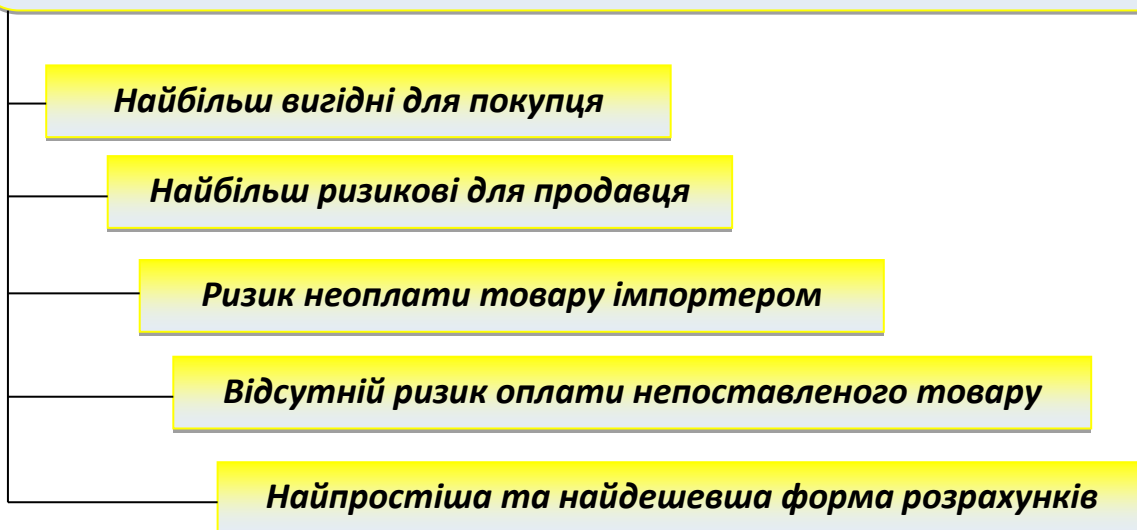 Найбільш вигідні для покупця
Найбільш ризикові для продавця
Ризик неоплати товару імпортером
Відсутній ризик оплати непоставленого товару
Найпростіша та найдешевша форма розрахунків